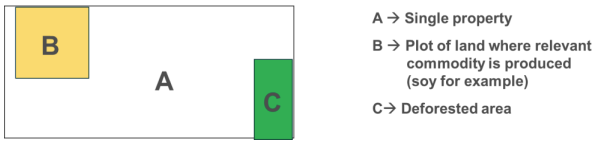 B
A
C
A → Single property
B → Plot of land where relevant
commodity is produced
(soy for example)
C→ Deforested area